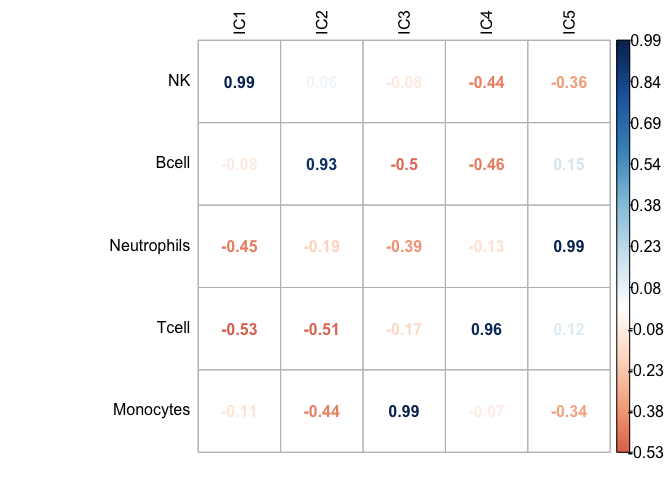 IC1 IC2 IC3 IC4 IC5
NK 0.99 0.06 -0.08 -0.44 -0.36
Bcell -0.08 0.93 -0.5 -0.46 0.15
Neutrophils -0.45 -0.19 -0.39 -0.13 0.99
Tcell -0.53 -0.51 -0.17 0.96 0.12
Monocytes -0.11 -0.44 0.99 -0.07 -0.34
0.99
0.84
0.69
0.54
0.38
0.23
0.08
-0.08
-0.23
-0.38
-0.53